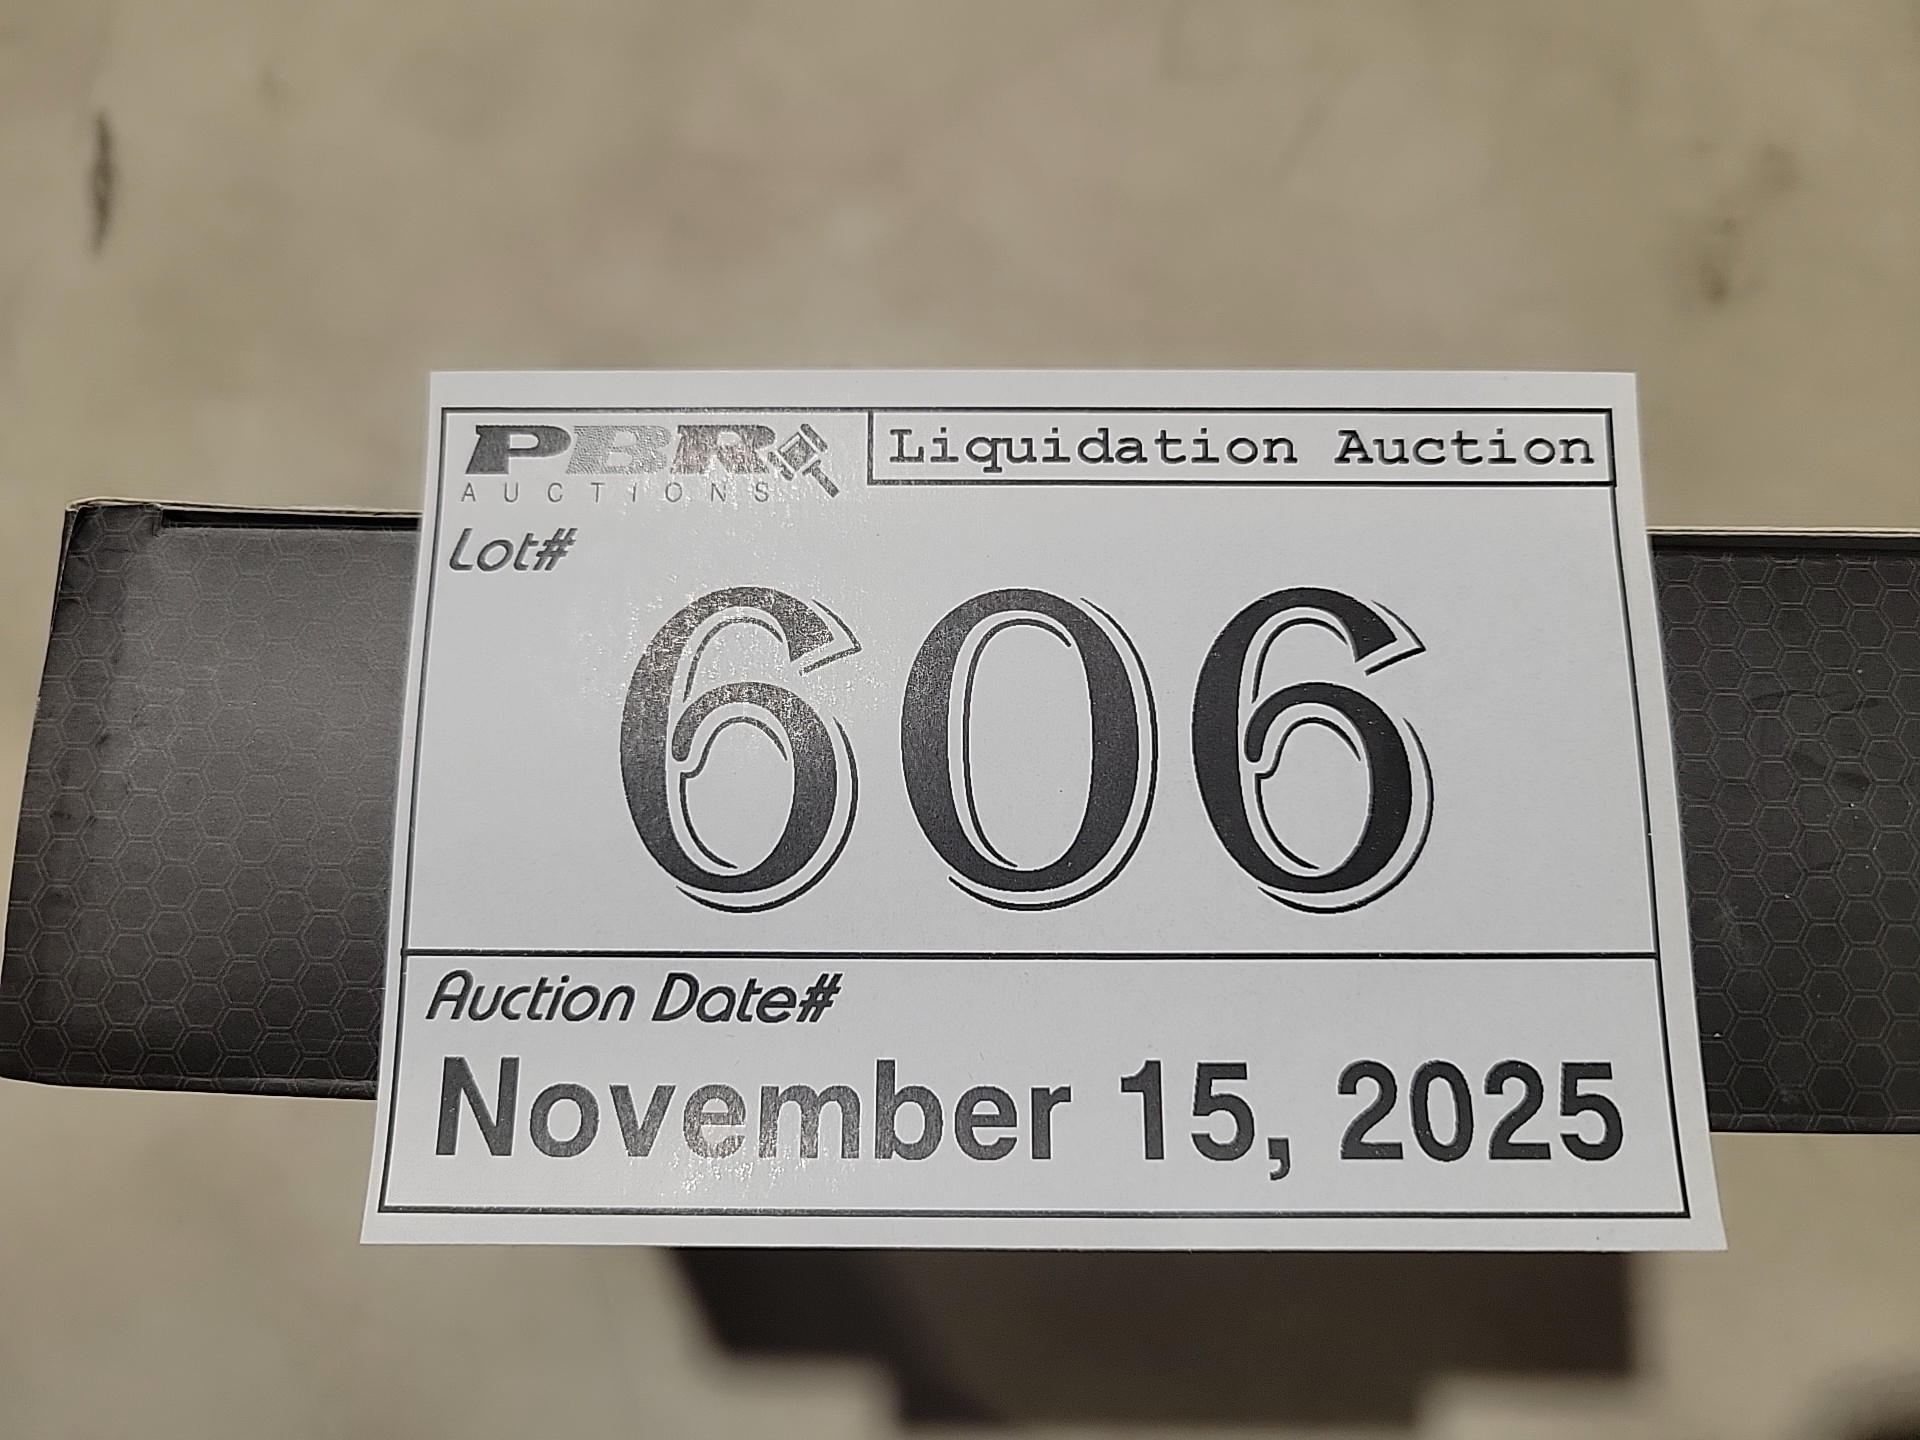 PBR
AUCTIONS
Liquidation Auction
Lot#
606
Auction Date#
November 15, 2025